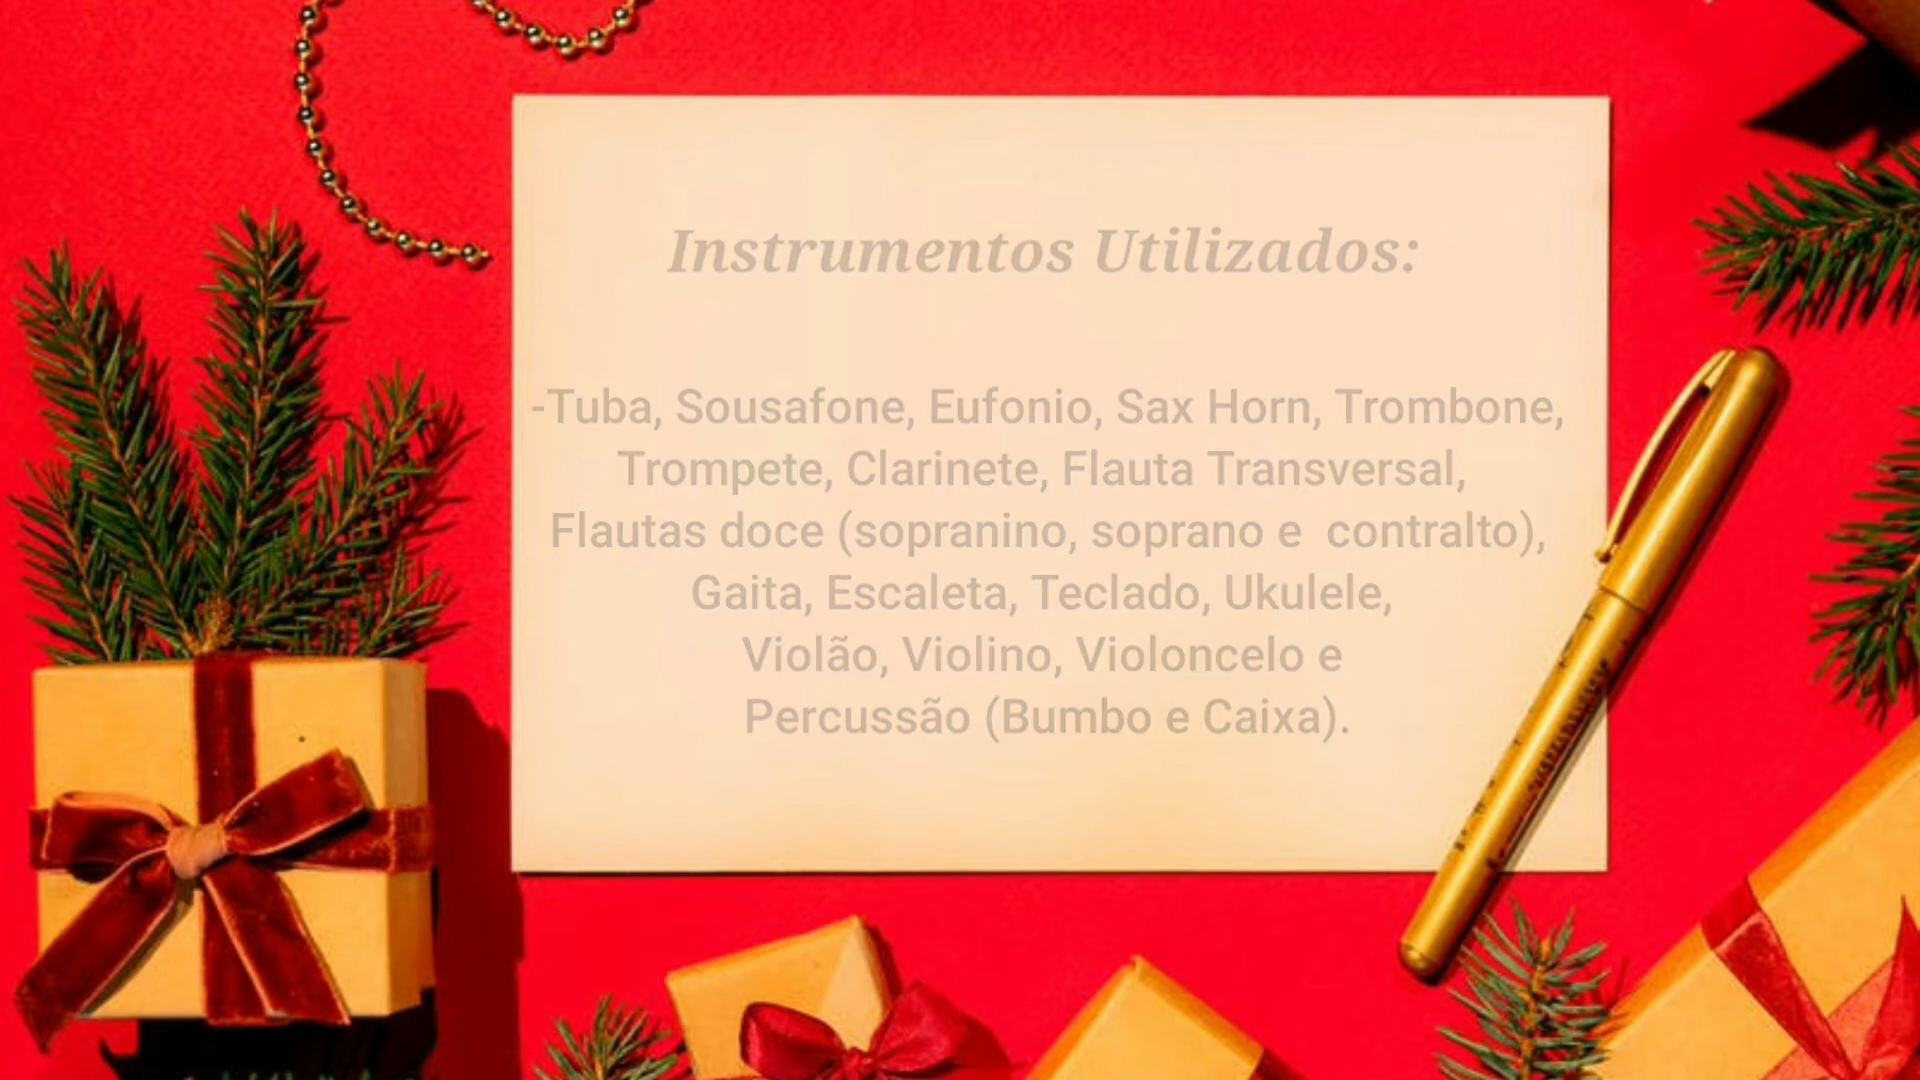 Instrumentos Utilizados:
-Tuba, Sousafone, Eufonio, Sax Horn, Trombone,
Trompete, Clarinete, Flauta Transversal,
Flautas doce (sopranino, soprano e  contralto),
Gaita, Escaleta, Teclado, Ukulele,
Violão, Violino, Violoncelo e
Percussão (Bumbo e Caixa).